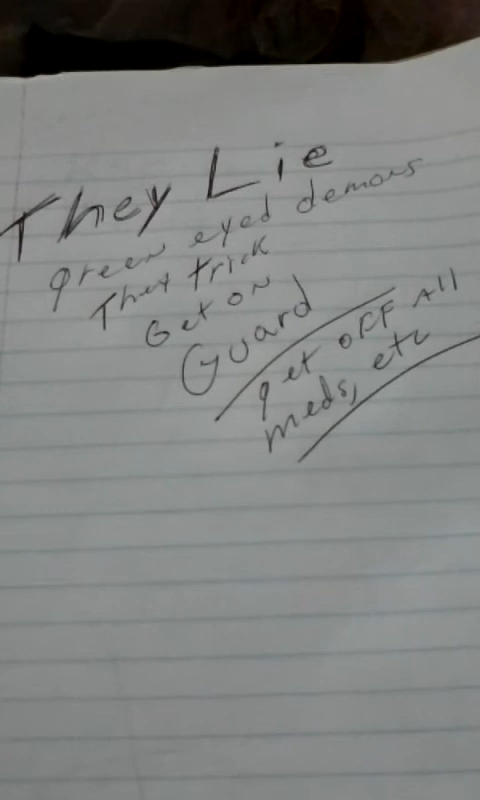 They Lie
green eyed demons
They trick
Get on
Guard
get OFF All
meds, etc